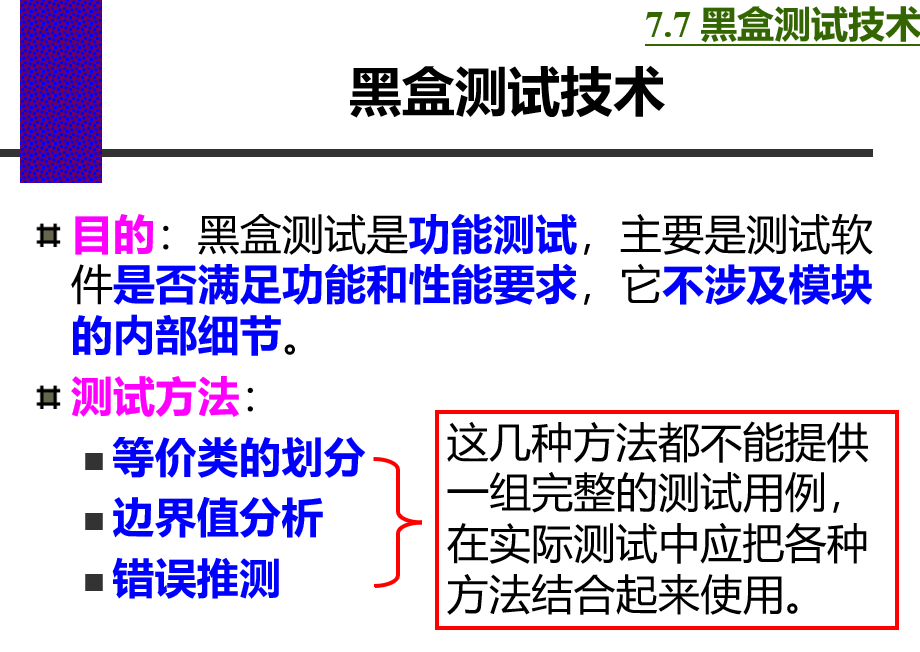 7.7 黑盒测试技术
黑盒测试技术
目的：黑盒测试是功能测试，主要是测试软
件是否满足功能和性能要求，它不涉及模块
的内部细节。
测试方法：
等价类的划分
边界值分析
错误推测
这几种方法都不能提供
一组完整的测试用例，
在实际测试中应把各种
方法结合起来使用。